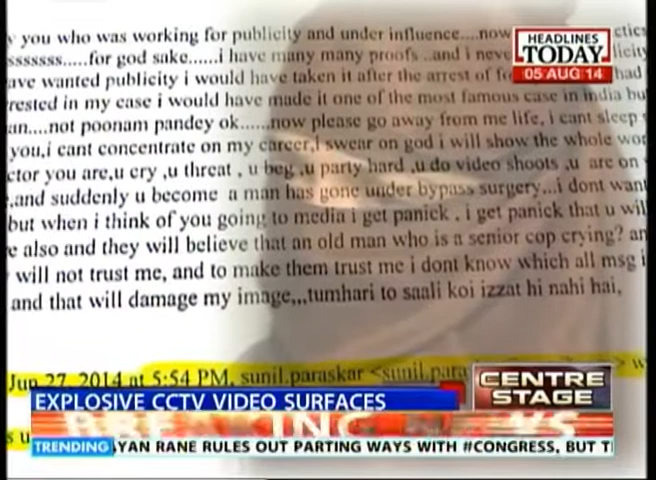 y you who was working for publicity and under influence....now
HEADLINES
TODAY
05 AUG 14
sssssss.....for god sake......i have many many proofs ..and i neve
ave wanted publicity i would have taken it after the arrest of
had
rested in my case i would have made it one of the most famous case in india bu
an....not poonam pandey ok......now please go away from me life, i cant sleep
you,i cant concentrate on my career,i swear on god i will show the whole wor
ctor you are,u cry ,u threat , u beg ,u party hard ,u do video shoots ,u are on
,and suddenly u become a man has gone under bypass surgery...i dont want
but when i think of you going to media i get panick , i get panick that u wil
e also and they will believe that an old man who is a senior cop crying? an
will not trust me, and to make them trust me i dont know which all msg i
and that will damage my image,,,tumhari to saali koi izzat hi nahi hai,
Jun 27, 2014 at 5:54 PM, sunil.paraskar <sunil.para
CENTRE
STAGE
EXPLOSIVE CCTV VIDEO SURFACES
BREAKING NEWS
TRENDING YAN RANE RULES OUT PARTING WAYS WITH #CONGRESS, BUT T